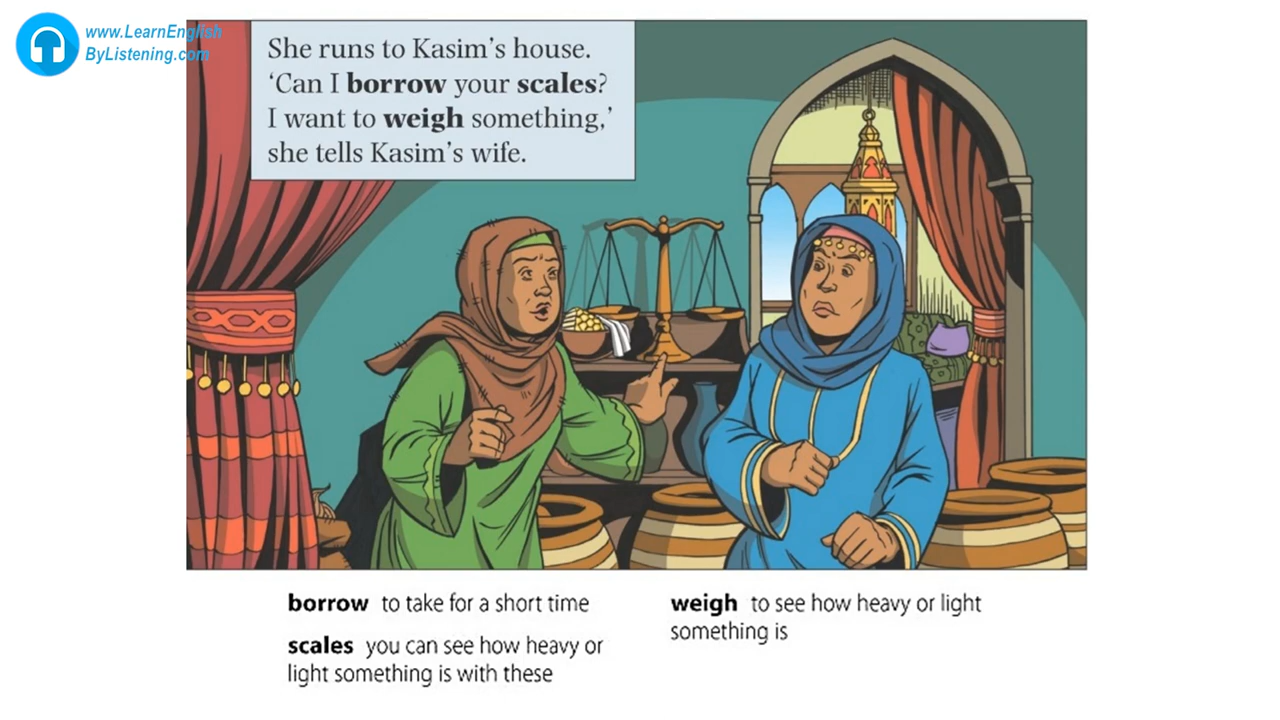 www.LearnEnglish
ByListening.com
She runs to Kasim’s house.
‘Can I borrow your scales?
I want to weigh something,’
she tells Kasim’s wife.
borrow to take for a short time
scales you can see how heavy or
light something is with these
weigh to see how heavy or light
something is